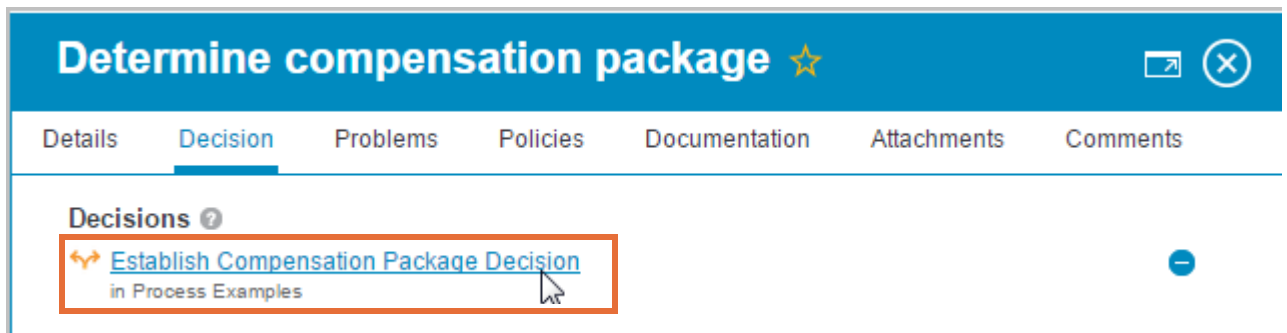 Determine compensation package
Details Decision Problems Policies Documentation Attachments Comments
Decisions
Establish Compensation Package Decision
in Process Examples